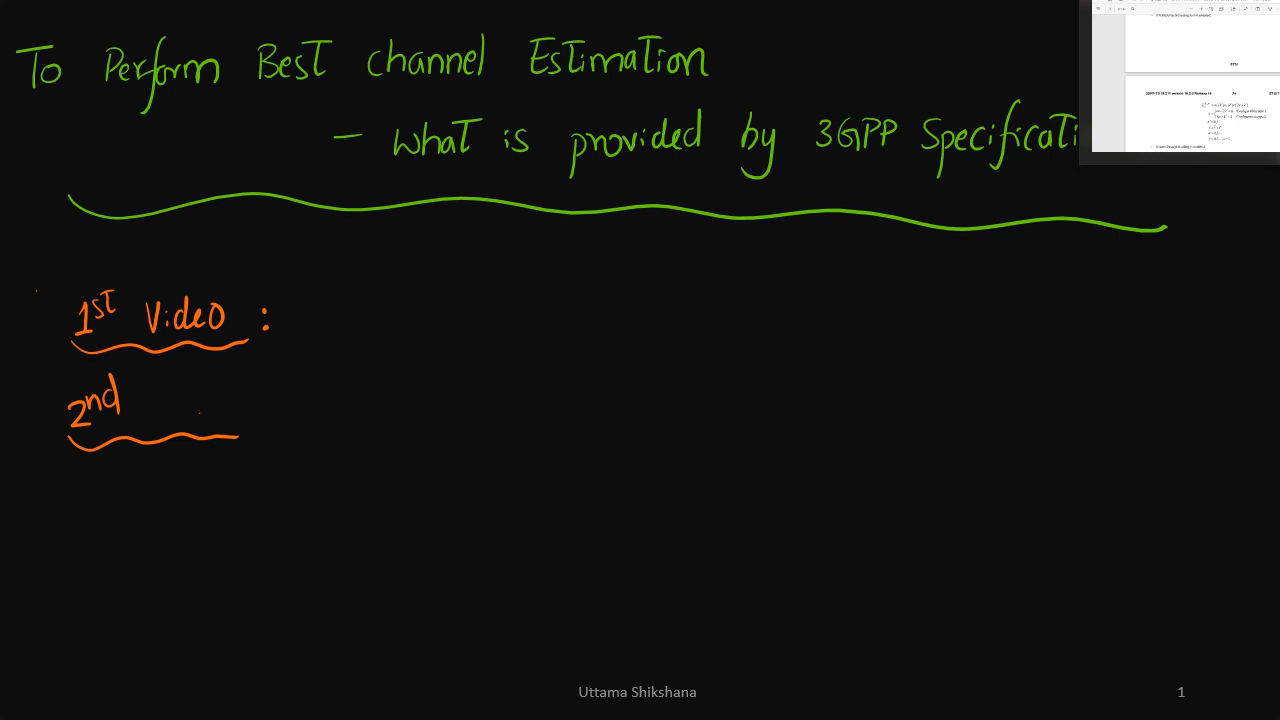 To Perform Best channel Estimation
- what is provided by 3GPP Specificati
1st Video :
2nd
Uttama Shikshana
1